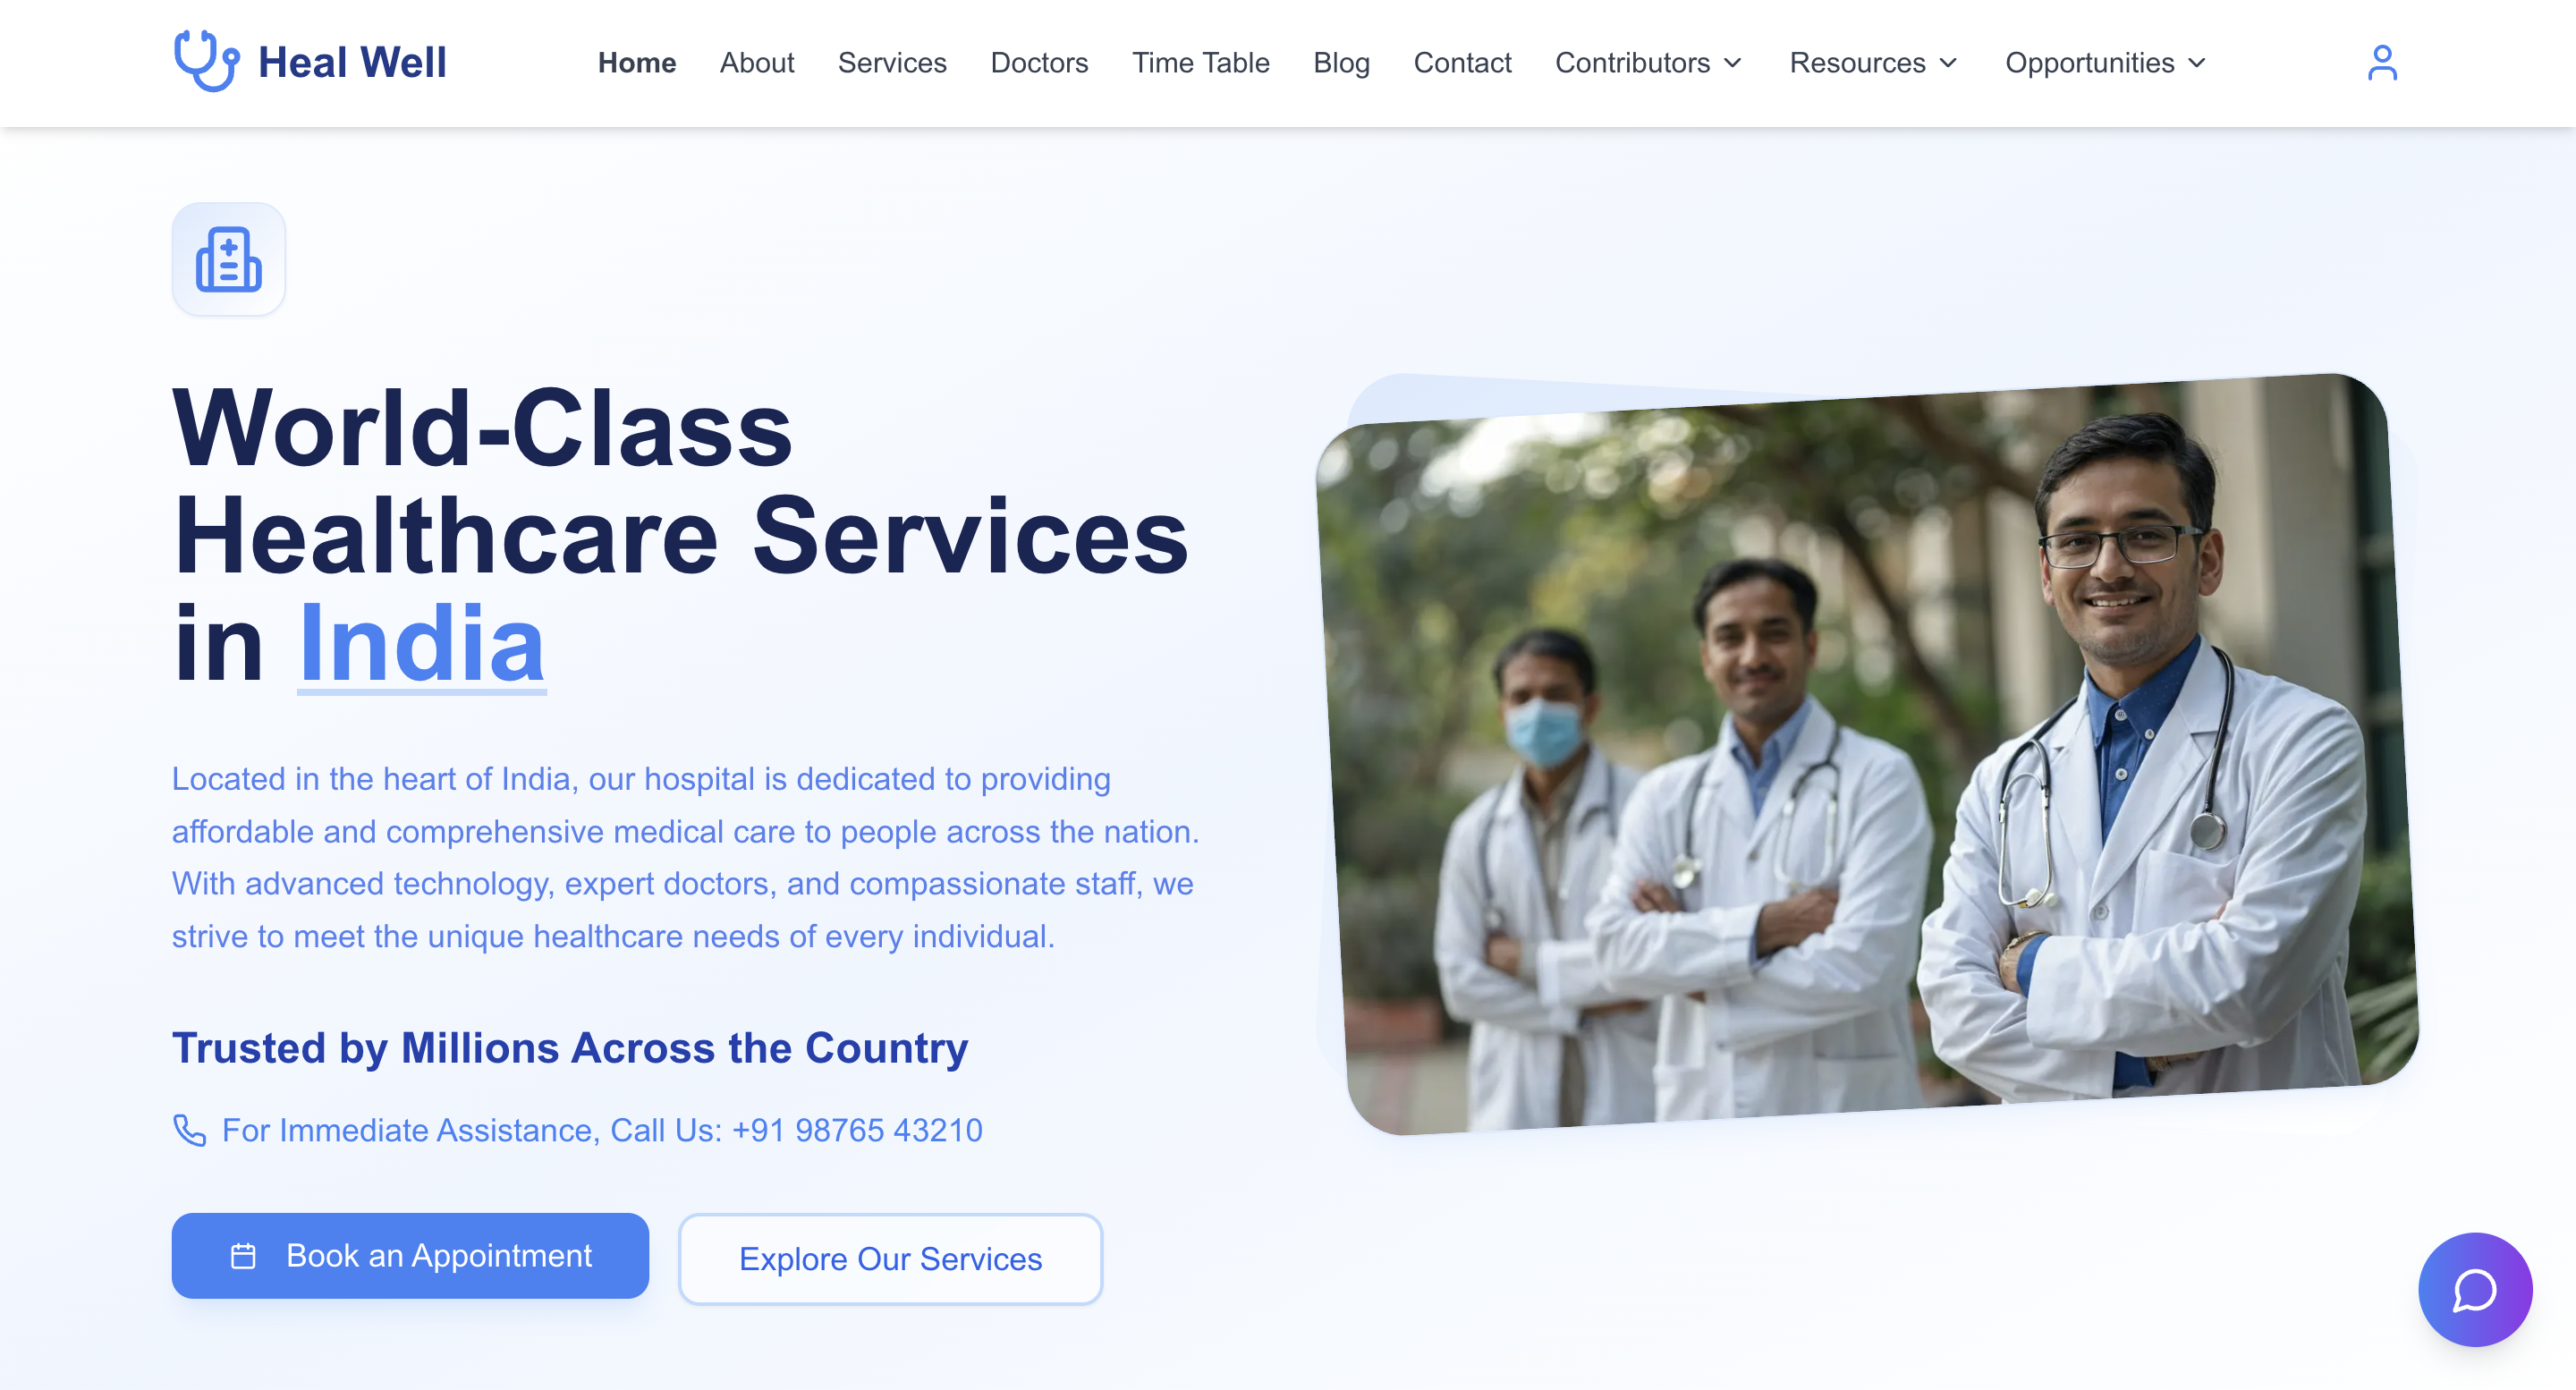 Heal Well
Home About Services Doctors Time Table Blog Contact Contributors Resources Opportunities
World-Class
Healthcare Services
in India
Located in the heart of India, our hospital is dedicated to providing
affordable and comprehensive medical care to people across the nation.
With advanced technology, expert doctors, and compassionate staff, we
strive to meet the unique healthcare needs of every individual.
Trusted by Millions Across the Country
For Immediate Assistance, Call Us: +91 98765 43210
Book an Appointment
Explore Our Services